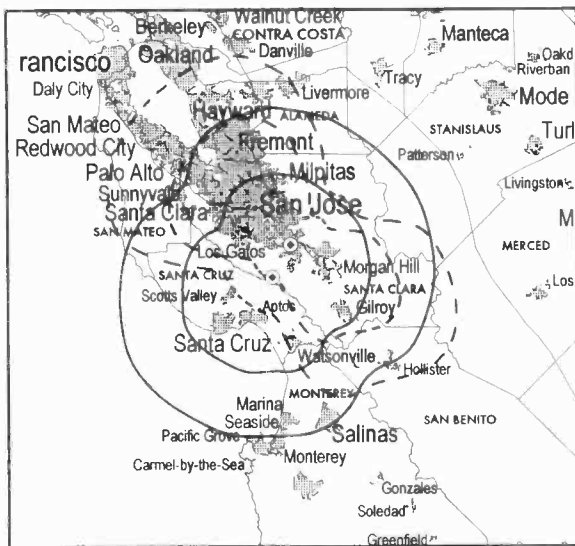 Walnut Creek
Berkeley
CONTRA COSTA
Manteca
Oakland
Danville
Oakd
rancisco
Riverban
Tracy
Daly City
Livermore
Mode
Hayward
ALAMEDA
San Mateo
STANISLAUS
Fremont
Turl
Redwood City
Patterson
Palo Alto
Milpitas
Sunnyvale
Livingston
San Jose
Santa Clara
M
SAN MATEO
MERCED
Los Gatos
Morgan Hill
SANTA CRUZ
Los
SANTA CLARA
Scotts Valley
Aptos
Gilroy
Santa Cruz
Watsonville
Hollister
MONTEREY
Marina
SAN BENITO
Seaside
Salinas
Pacific Grove
Monterey
Carmel-by-the-Sea
Gonzales
Soledad
Greenfield